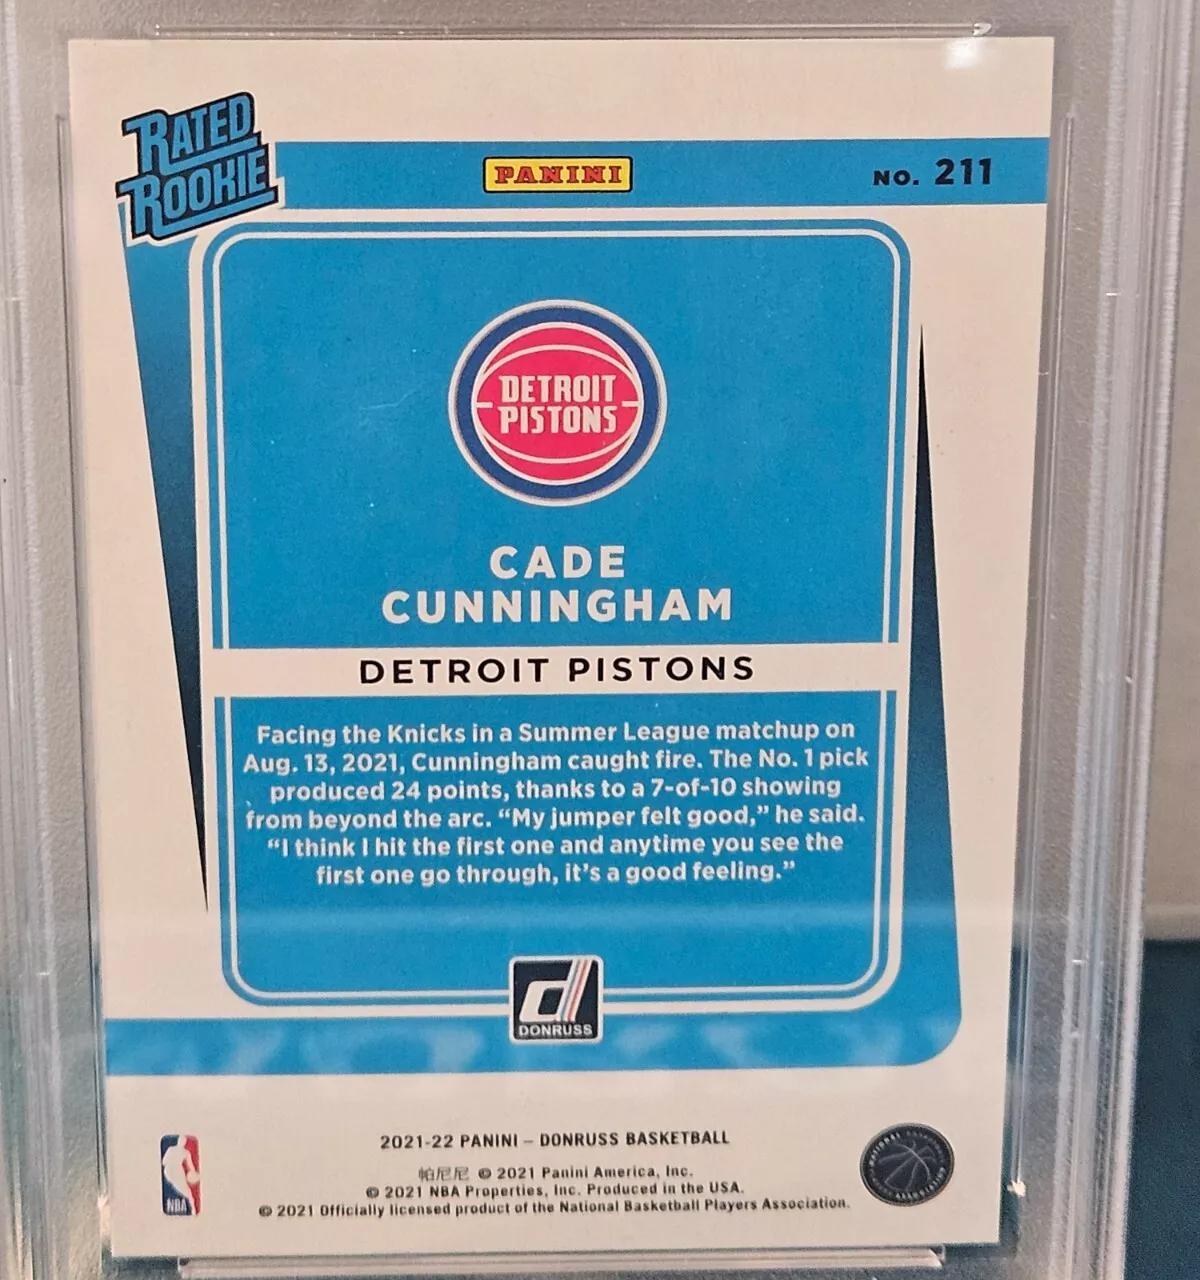 RATED
ROOKIE
PANINI
NO. 211
DETROIT
PISTONS
CADE
CUNNINGHAM
DETROIT PISTONS
Facing the Knicks in a Summer League matchup on
Aug. 13, 2021, Cunningham caught fire. The No. 1 pick
produced 24 points, thanks to a 7-of-10 showing
from beyond the arc. “My jumper felt good,” he said.
“I think I hit the first one and anytime you see the
first one go through, it’s a good feeling.”
d
DONRUSS
2021-22 PANINI – DONRUSS BASKETBALL
帕尼尼 © 2021 Panini America, Inc.
© 2021 NBA Properties, Inc. Produced in the USA.
© 2021 Officially licensed product of the National Basketball Players Association.
NBA
NATIONAL BASKETBALL
ASSOCIATION